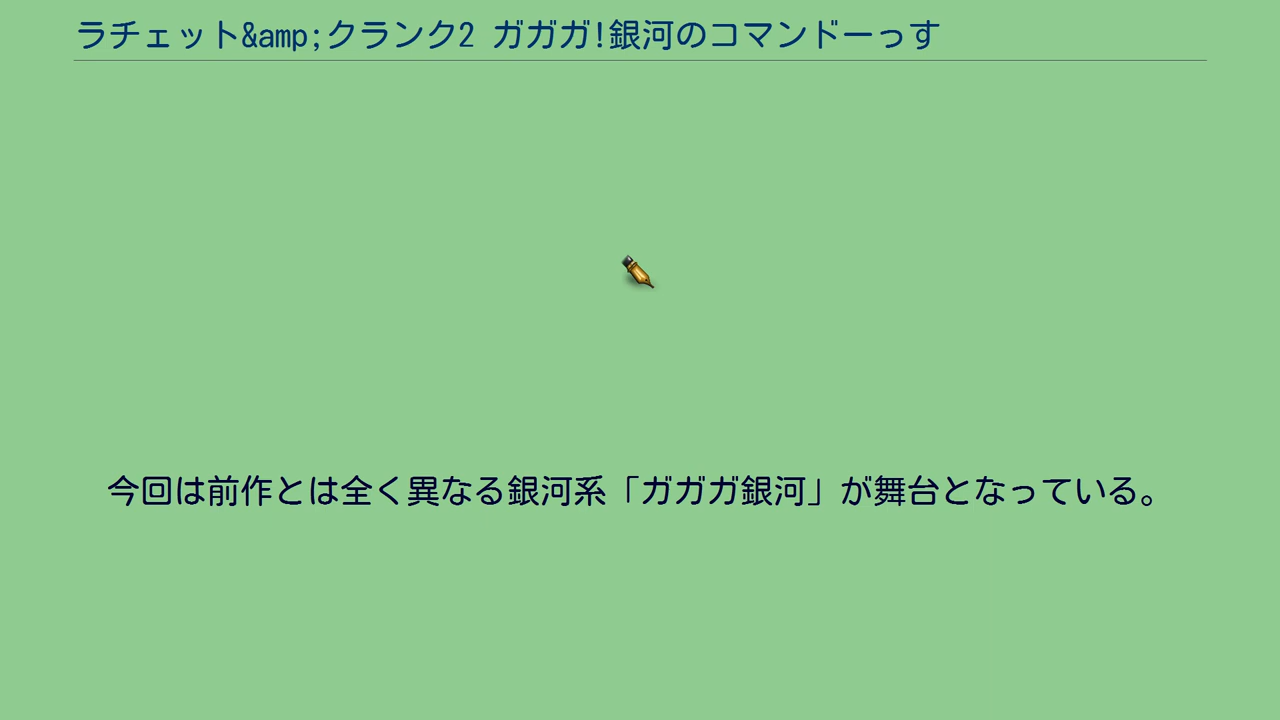 ラチェット&amp;クランク2 ガガガ!銀河のコマンドーっす
今回は前作とは全く異なる銀河系「ガガガ銀河」が舞台となっている。